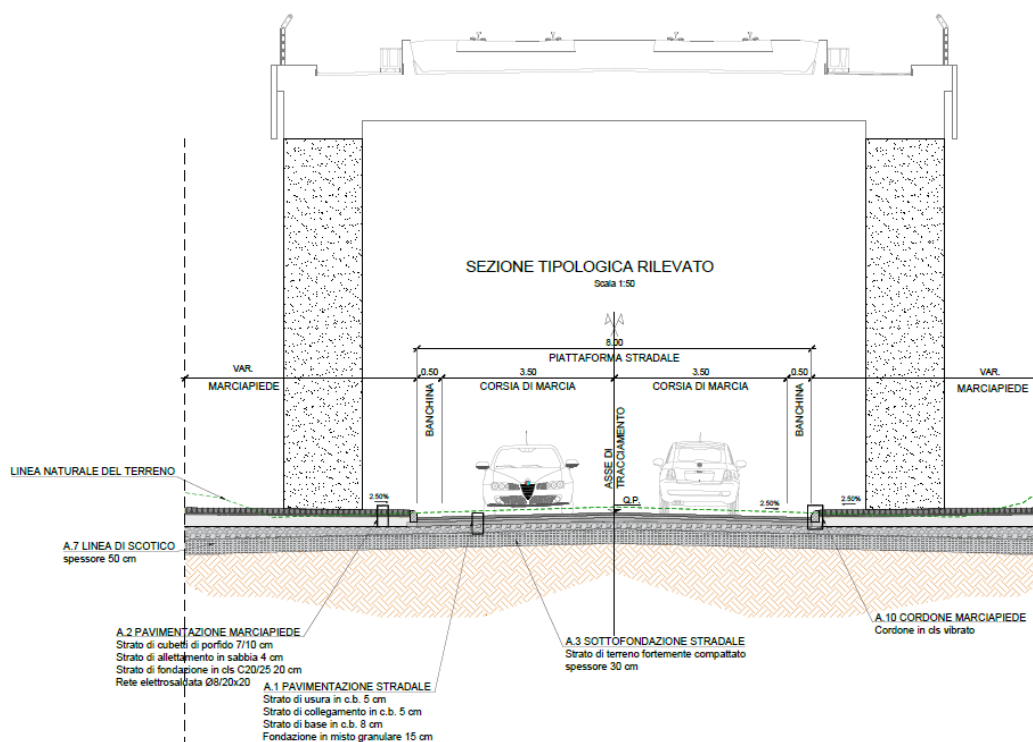 SEZIONE TIPOLOGICA RILEVATO
Scala 1:50
8.00
PIATTAFORMA STRADALE
VAR.
0.50
3.50
3.50
0.50
VAR.
MARCIAPIEDE
BANCHINA
CORSIA DI MARCIA
CORSIA DI MARCIA
BANCHINA
MARCIAPIEDE
ASSE DI
TRACCIAMENTO
LINEA NATURALE DEL TERRENO
2.50%
Q.P.
2.50%
2.50%
A.7 LINEA DI SCOTICO
spessore 50 cm
A.2 PAVIMENTAZIONE MARCIAPIEDE
Strato di cubetti di porfido 7/10 cm
Strato di allettamento in sabbia 4 cm
Strato di fondazione in cls C20/25 20 cm
Rete elettrosaldata Ø8/20x20
A.1 PAVIMENTAZIONE STRADALE
Strato di usura in c.b. 5 cm
Strato di collegamento in c.b. 5 cm
Strato di base in c.b. 8 cm
Fondazione in misto granulare 15 cm
A.3 SOTTOFONDAZIONE STRADALE
Strato di terreno fortemente compattato
spessore 30 cm
A.10 CORDONE MARCIAPIEDE
Cordone in cls vibrato